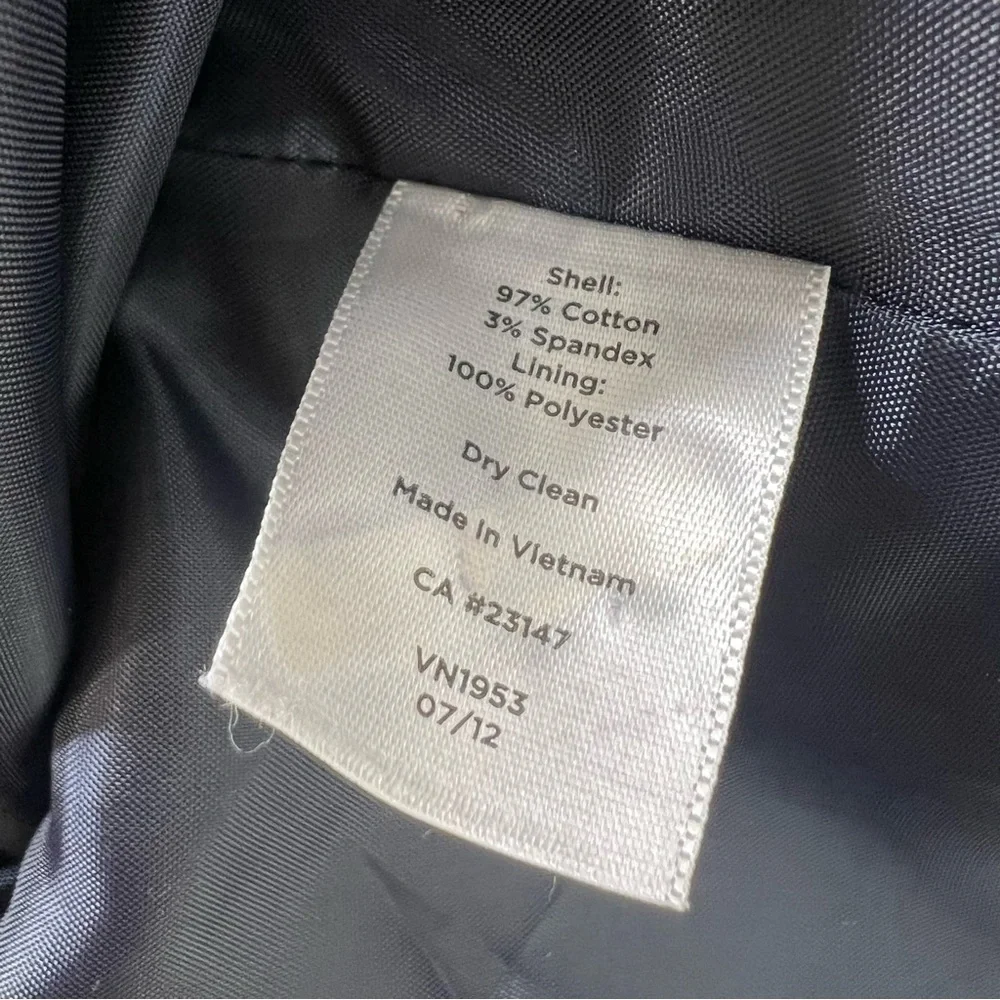 Shell:
97% Cotton
3% Spandex
Lining:
100% Polyester
Dry Clean
Made In Vietnam
CA #23147
VN1953
07/12